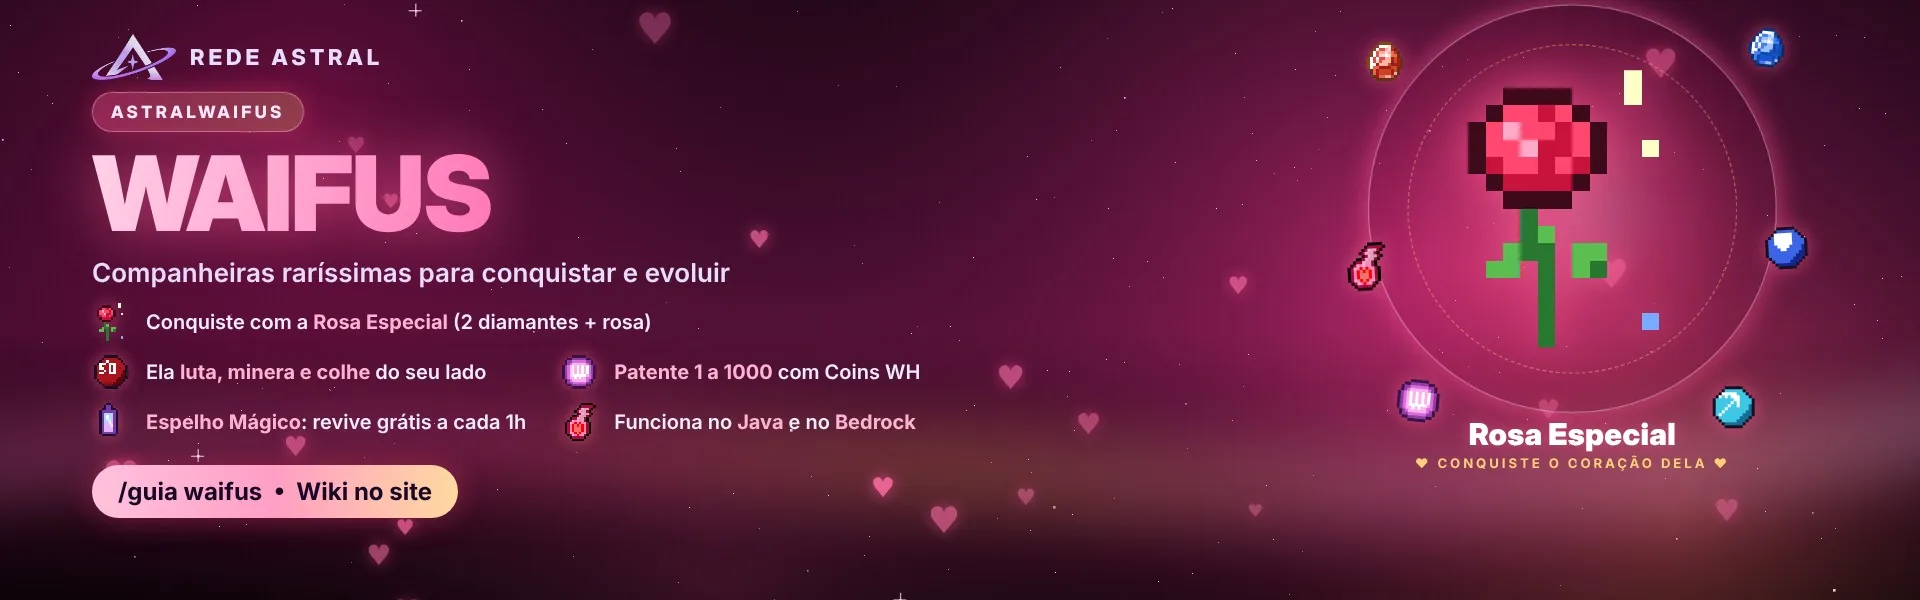 REDE ASTRAL
ASTRALWAIFUS
WAIFUS
Companheiras raríssimas para conquistar e evoluir
Conquiste com a Rosa Especial (2 diamantes + rosa)
50
Ela luta, minera e colhe do seu lado
Patente 1 a 1000 com Coins WH
Espelho Mágico: revive grátis a cada 1h
Funciona no Java e no Bedrock
/guia waifus • Wiki no site
Rosa Especial
♥ CONQUISTE O CORAÇÃO DELA ♥